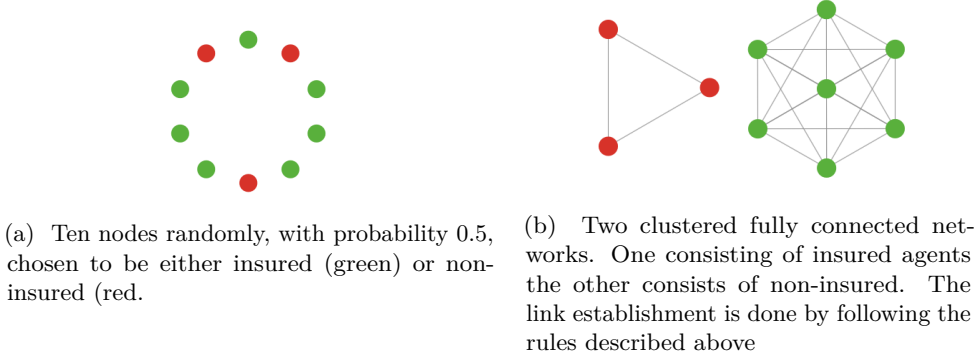 (a) Ten nodes randomly, with probability 0.5,
chosen to be either insured (green) or non-
insured (red.
(b) Two clustered fully connected net-
works. One consisting of insured agents
the other consists of non-insured. The
link establishment is done by following the
rules described above